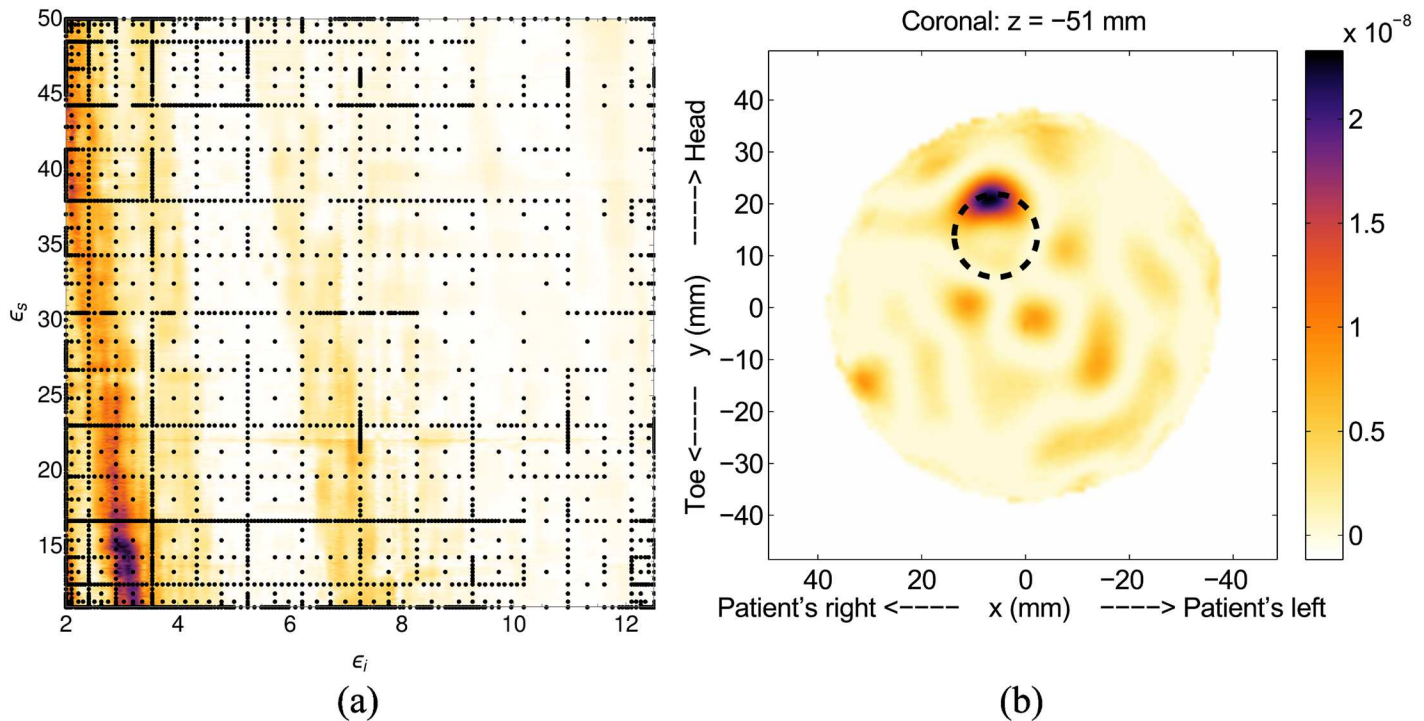 50
45
40
35
30
25
20
15
ϵs
2 4 6 8 10 12
ϵi
(a)
Coronal: z = −51 mm
x 10⁻⁸
40
30
20
10
0
−10
−20
−30
−40
Toe <----- y (mm) -----> Head
40 20 0 −20 −40
Patient's right <---- x (mm) ----> Patient's left
2
1.5
1
0.5
0
(b)